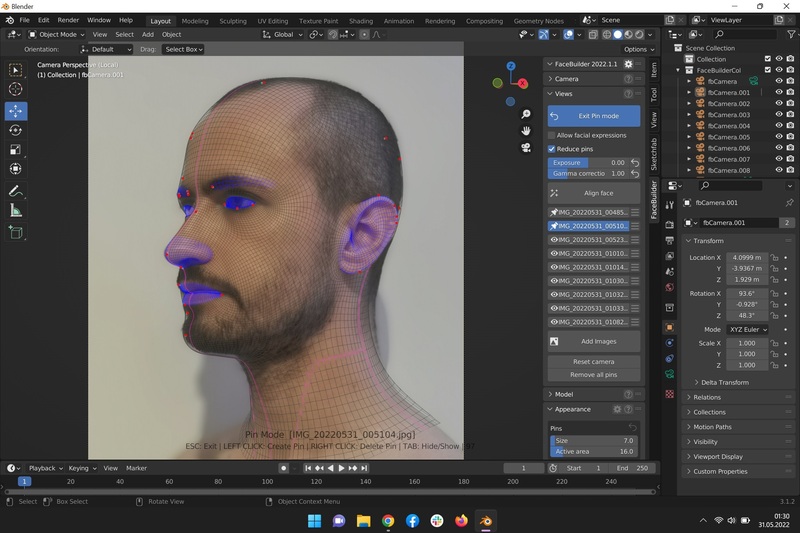 Blender
File Edit Render Window Help Layout Modeling Sculpting UV Editing Texture Paint Shading Animation Rendering Compositing Geometry Nodes Scene ViewLayer
Object Mode View Select Add Object Global Options
Orientation: Default Drag: Select Box
Camera Perspective (Local)
(1) Collection | fbCamera.001
FaceBuilder 2022.1.1
Camera
Views
Exit Pin mode
Allow facial expressions
Reduce pins
Exposure 0.00
Gamma correctio 1.00
Align face
IMG_20220531_00485...
IMG_20220531_00510...
IMG_20220531_00523...
IMG_20220531_01010...
IMG_20220531_01014...
IMG_20220531_01030...
IMG_20220531_01032...
IMG_20220531_01033...
IMG_20220531_01082...
Add Images
Reset camera
Remove all pins
Model
Appearance
Pins
Size 7.0
Active area 16.0
Item
Tool
View
Sketchfab
FaceBuilder
Scene Collection
Collection
FaceBuilderCol
fbCamera
fbCamera.001
fbCamera.002
fbCamera.003
fbCamera.004
fbCamera.005
fbCamera.006
fbCamera.007
fbCamera.008
fbCamera.001
fbCamera.001 2
Transform
Location X 4.0999 m
Y -3.9367 m
Z 1.929 m
Rotation X 93.6°
Y -0.928°
Z 48.3°
Mode XYZ Euler
Scale X 1.000
Y 1.000
Z 1.000
Delta Transform
Relations
Collections
Motion Paths
Visibility
Viewport Display
Custom Properties
Pin Mode [IMG_20220531_005104.jpg]
ESC: Exit | LEFT CLICK: Create Pin | RIGHT CLICK: Delete Pin | TAB: Hide/Show
Playback Keying View Marker 1 Start 1 End 250
1 20 40 60 80 100 120 140 160 180 200 220 240
Select Box Select Rotate View Object Context Menu 3.1.2
01:30
31.05.2022